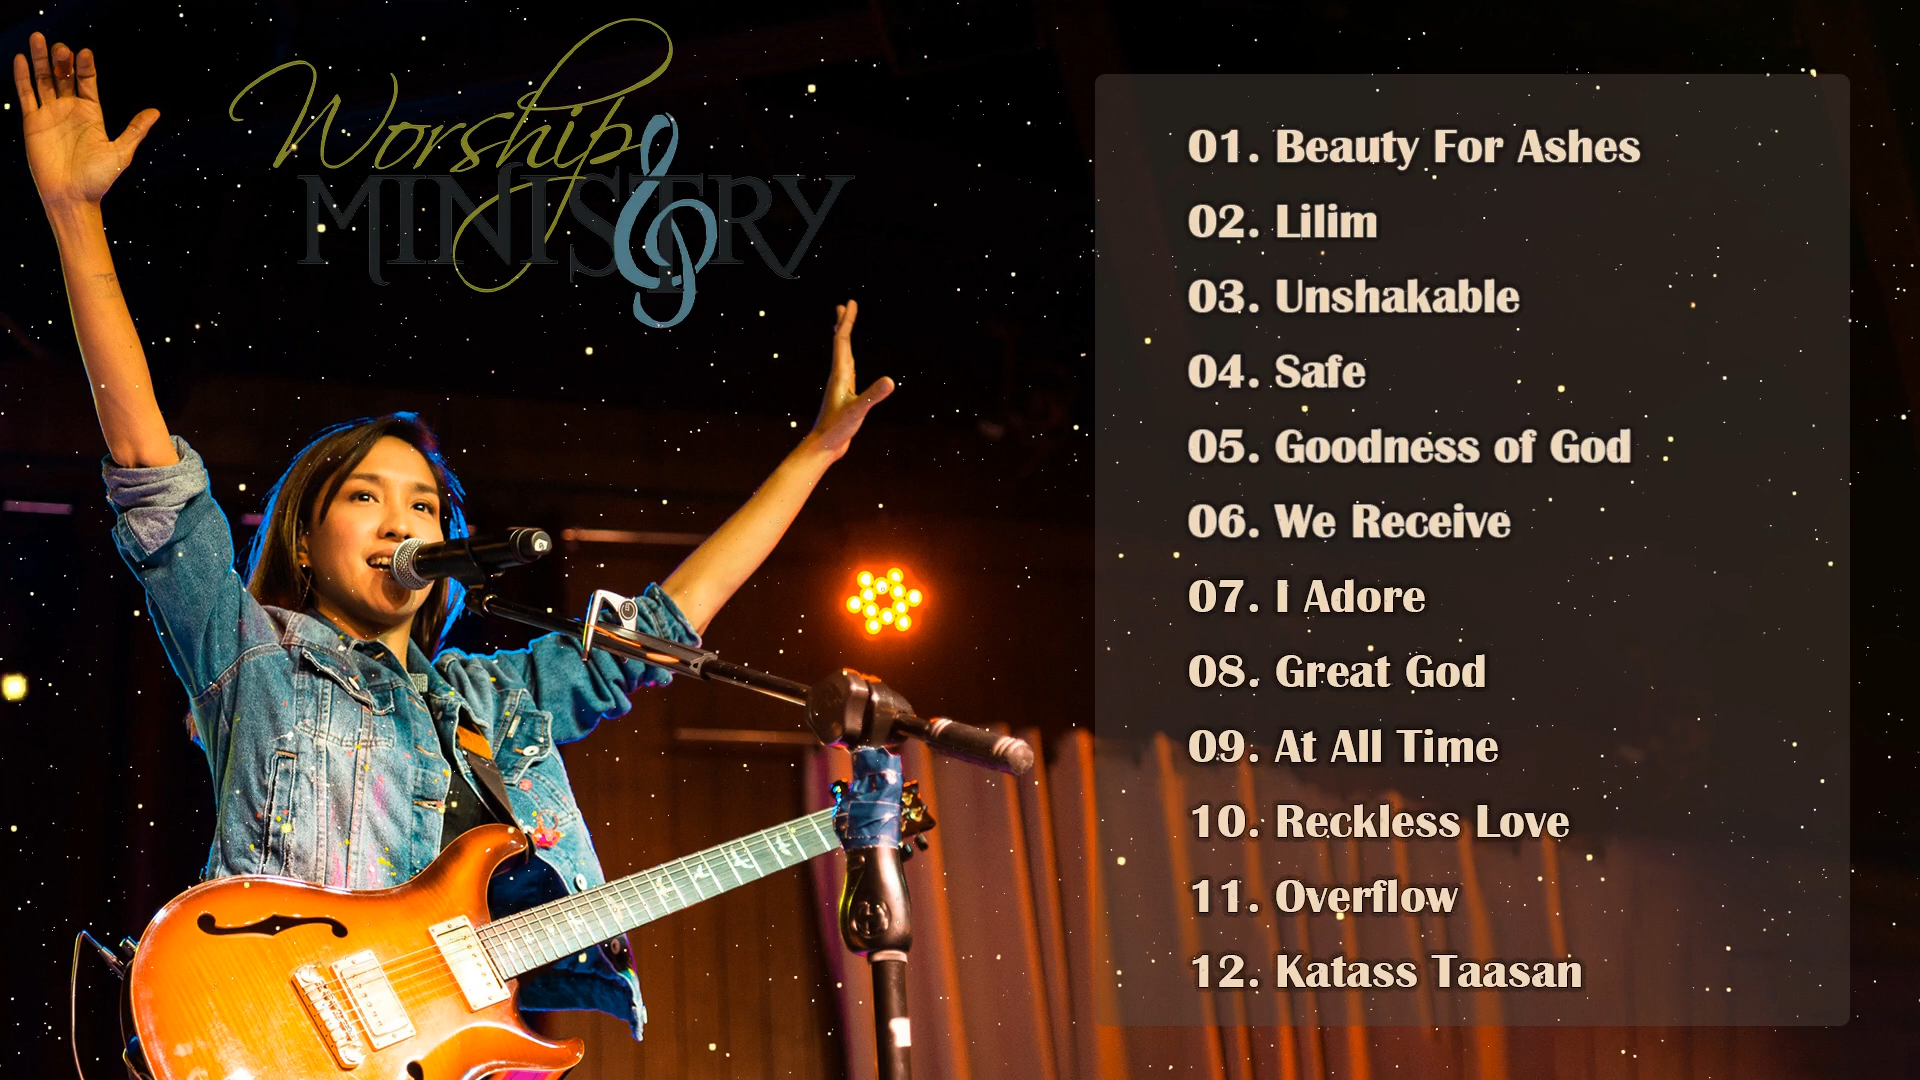 Worship
MINISTRY
01. Beauty For Ashes
02. Lilim
03. Unshakable
04. Safe
05. Goodness of God
06. We Receive
07. I Adore
08. Great God
09. At All Time
10. Reckless Love
11. Overflow
12. Katass Taasan